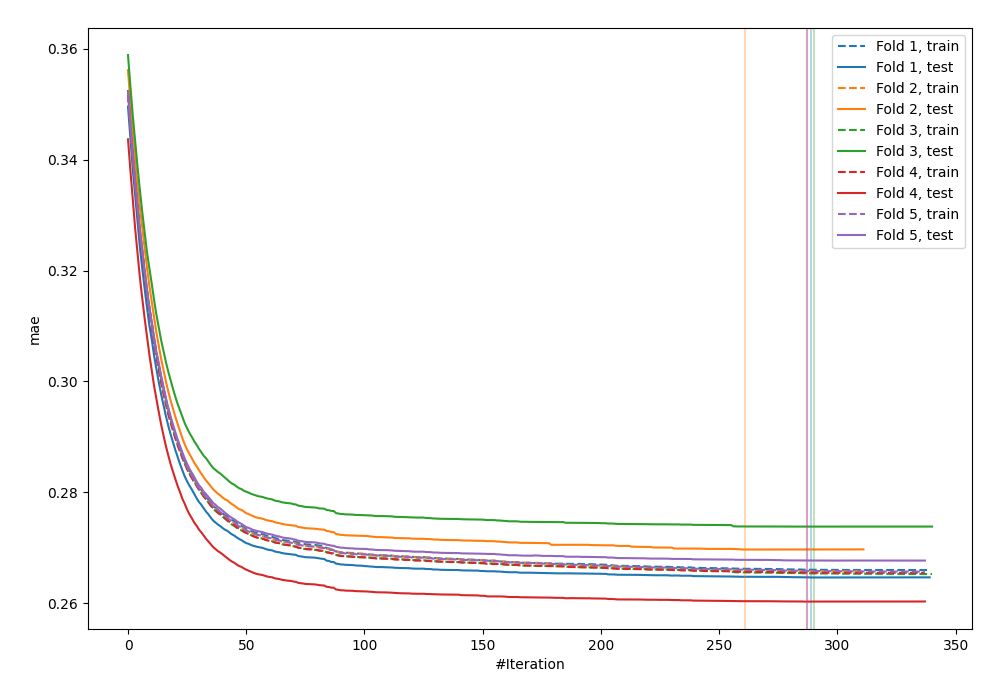 0.36
0.34
0.32
0.30
0.28
0.26
mae
0
50
100
150
200
250
300
350
#Iteration
Fold 1, train
Fold 1, test
Fold 2, train
Fold 2, test
Fold 3, train
Fold 3, test
Fold 4, train
Fold 4, test
Fold 5, train
Fold 5, test